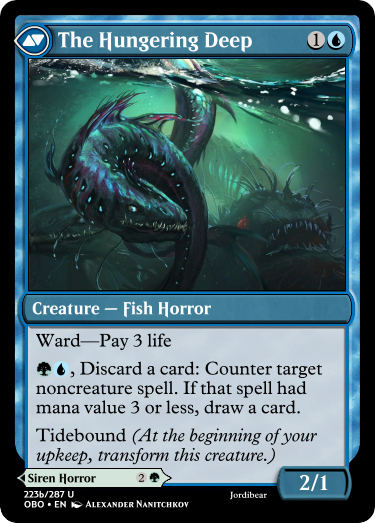 The Hungering Deep 1
Creature — Fish Horror
Ward—Pay 3 life
, Discard a card: Counter target
noncreature spell. If that spell had
mana value 3 or less, draw a card.
Tidebound (At the beginning of your
upkeep, transform this creature.)
Siren Horror 2
2/1
223b/287 U
OBO • EN Alexander Nanitchkov
Jordibear